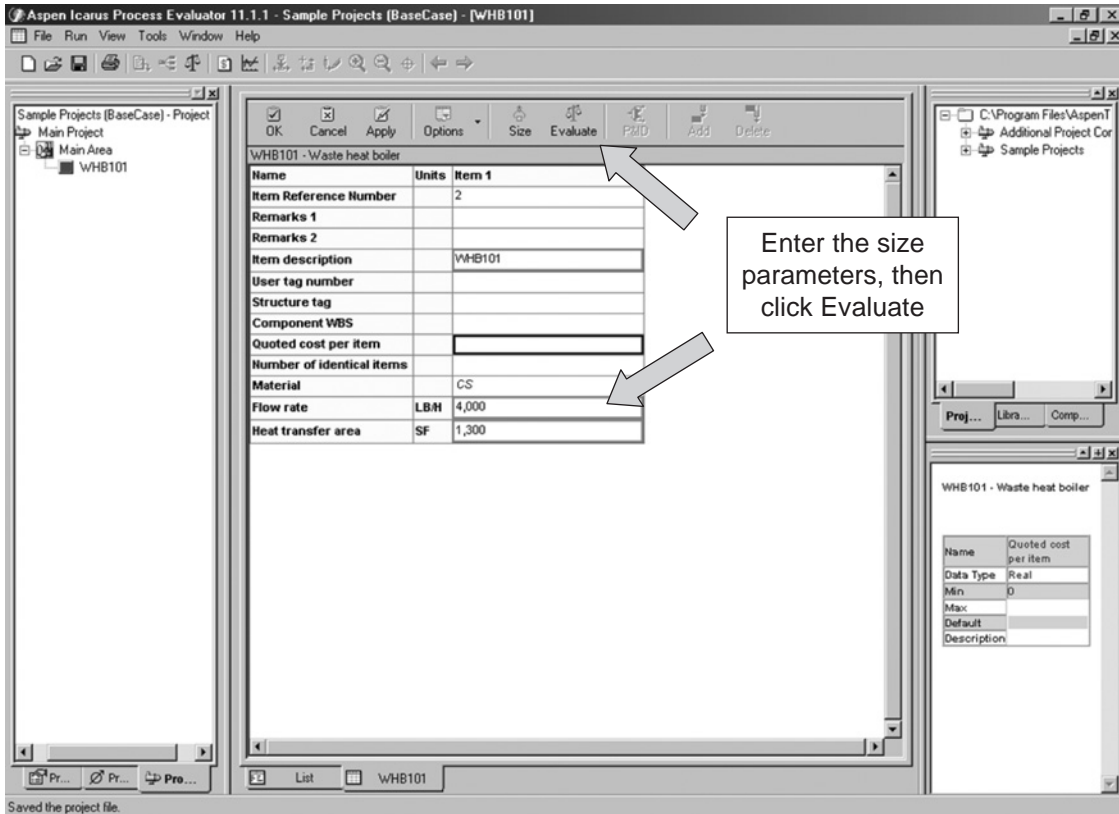 Aspen Icarus Process Evaluator 11.1.1 - Sample Projects (BaseCase) - [WHB101]
File Run View Tools Window Help
Sample Projects (BaseCase) - Project
Main Project
Main Area
WHB101
OK Cancel Apply Options Size Evaluate PMD Add Delete
WHB101 - Waste heat boiler
Name Units Item 1
Item Reference Number 2
Remarks 1
Remarks 2
Item description WHB101
User tag number
Structure tag
Component WBS
Quoted cost per item
Number of identical items
Material CS
Flow rate LB/H 4,000
Heat transfer area SF 1,300
Enter the size
parameters, then
click Evaluate
C:\Program Files\AspenT
Additional Project Cor
Sample Projects
Proj... Libra... Comp...
WHB101 - Waste heat boiler
Name Quoted cost
per item
Data Type Real
Min 0
Max
Default
Description
Pr... Pr... Pro...
List WHB101
Saved the project file.